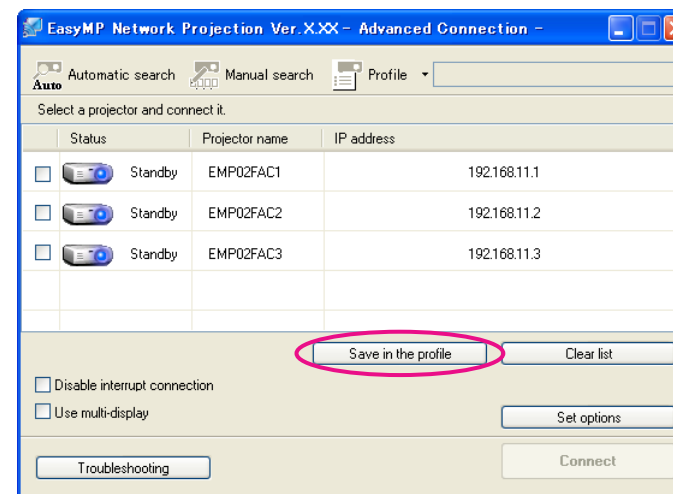 EasyMP Network Projection Ver.X.XX - Advanced Connection -
Auto Automatic search Manual search Profile
Select a projector and connect it.
Status Projector name IP address
Standby EMP02FAC1 192.168.11.1
Standby EMP02FAC2 192.168.11.2
Standby EMP02FAC3 192.168.11.3
Save in the profile Clear list
Disable interrupt connection
Use multi-display
Set options
Troubleshooting Connect